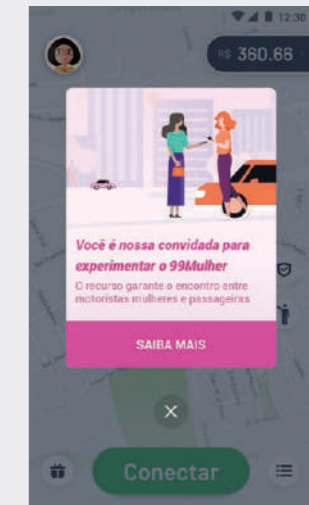 12:30
R$ 360.66
Você é nossa convidada para
experimentar o 99Mulher
O recurso garante o encontro entre
motoristas mulheres e passageiras
SAIBA MAIS
Conectar